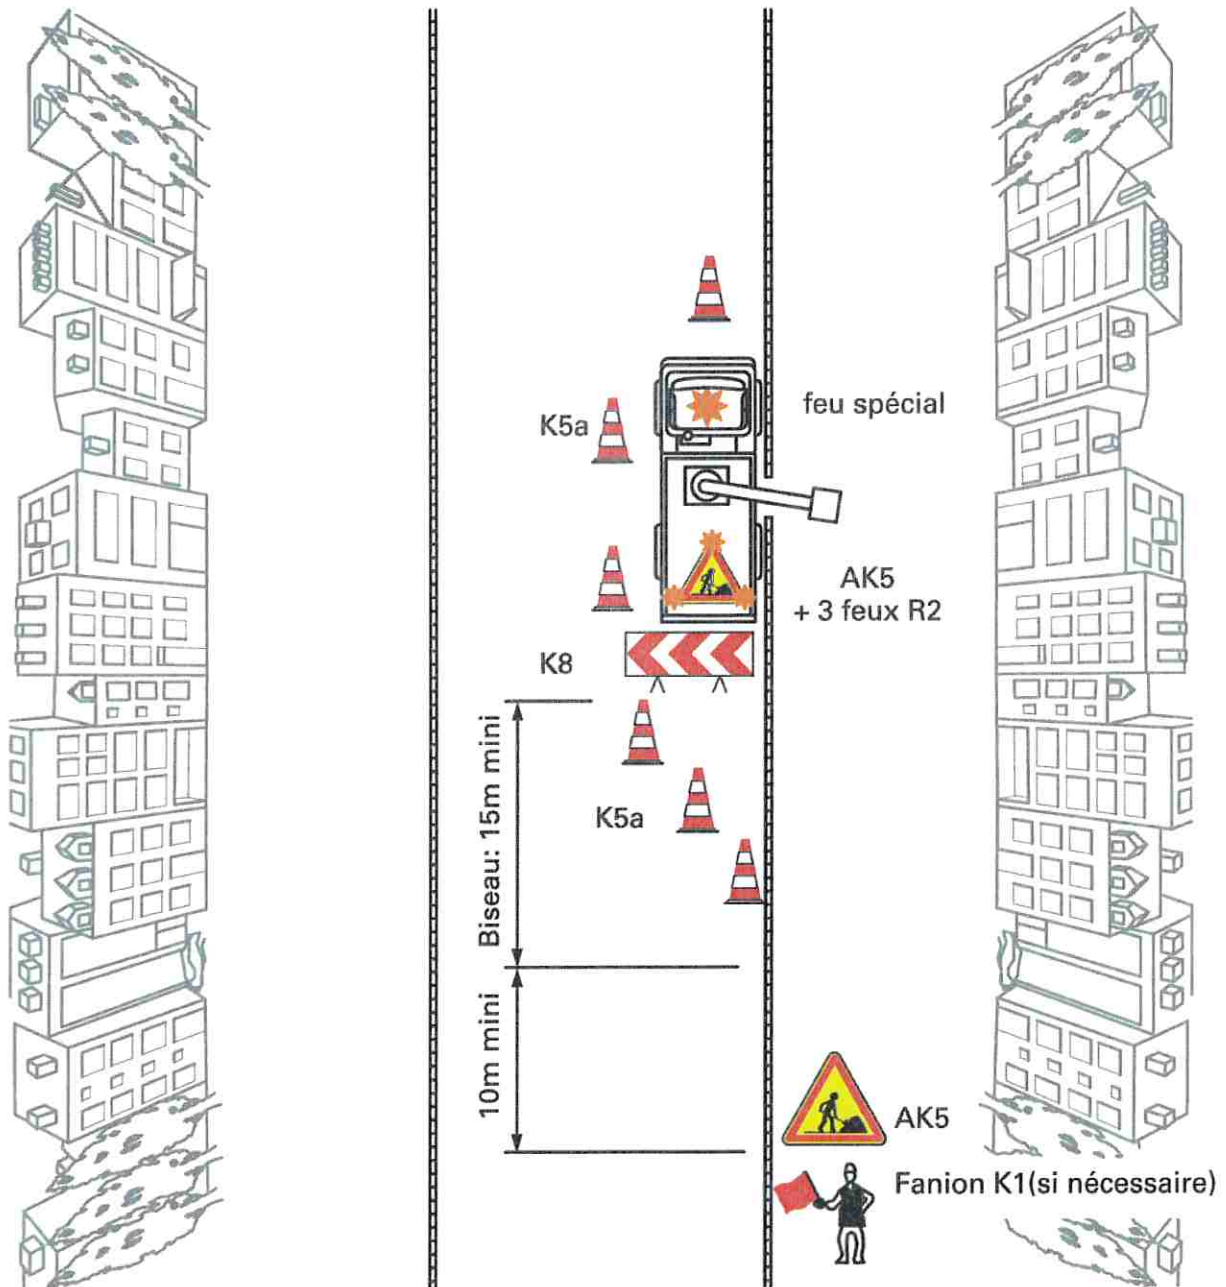 feu spécial
K5a
AK5
+ 3 feux R2
K8
Biseau: 15m mini
K5a
10m mini
AK5
Fanion K1(si nécessaire)